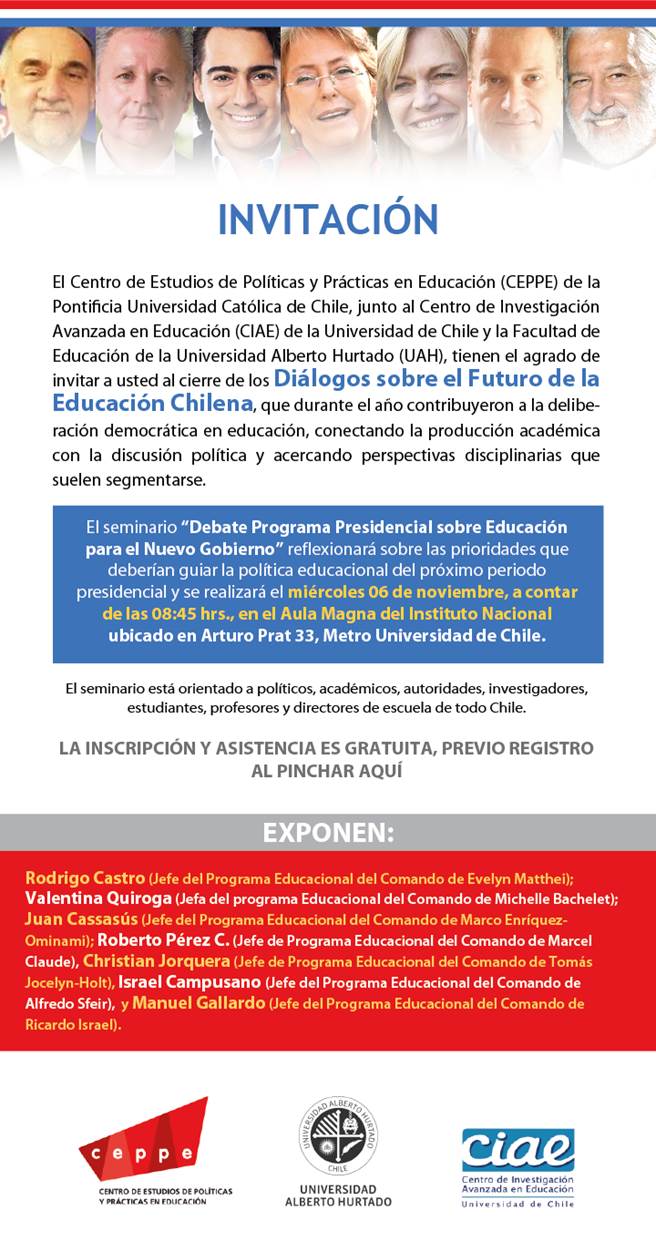 INVITACIÓN
El Centro de Estudios de Políticas y Prácticas en Educación (CEPPE) de la
Pontificia Universidad Católica de Chile, junto al Centro de Investigación
Avanzada en Educación (CIAE) de la Universidad de Chile y la Facultad de
Educación de la Universidad Alberto Hurtado (UAH), tienen el agrado de
invitar a usted al cierre de los Diálogos sobre el Futuro de la
Educación Chilena, que durante el año contribuyeron a la delibe-
ración democrática en educación, conectando la producción académica
con la discusión política y acercando perspectivas disciplinarias que
suelen segmentarse.
El seminario “Debate Programa Presidencial sobre Educación
para el Nuevo Gobierno” reflexionará sobre las prioridades que
deberían guiar la política educacional del próximo periodo
presidencial y se realizará el miércoles 06 de noviembre, a contar
de las 08:45 hrs., en el Aula Magna del Instituto Nacional
ubicado en Arturo Prat 33, Metro Universidad de Chile.
El seminario está orientado a políticos, académicos, autoridades, investigadores,
estudiantes, profesores y directores de escuela de todo Chile.
LA INSCRIPCIÓN Y ASISTENCIA ES GRATUITA, PREVIO REGISTRO
AL PINCHAR AQUÍ
EXPONEN:
Rodrigo Castro (Jefe del Programa Educacional del Comando de Evelyn Matthei);
Valentina Quiroga (Jefa del programa Educacional del Comando de Michelle Bachelet);
Juan Cassasús (Jefe del Programa Educacional del Comando de Marco Enríquez-
Ominami); Roberto Pérez C. (Jefe de Programa Educacional del Comando de Marcel
Claude), Christian Jorquera (Jefe de Programa Educacional del Comando de Tomás
Jocelyn-Holt), Israel Campusano (Jefe del Programa Educacional del Comando de
Alfredo Sfeir), y Manuel Gallardo (Jefe del Programa Educacional del Comando de
Ricardo Israel).
ceppe
CENTRO DE ESTUDIOS DE POLÍTICAS
Y PRÁCTICAS EN EDUCACIÓN
UNIVERSIDAD ALBERTO HURTADO
CHILE
UNIVERSIDAD
ALBERTO HURTADO
ciae
Centro de Investigación
Avanzada en Educación
Universidad de Chile